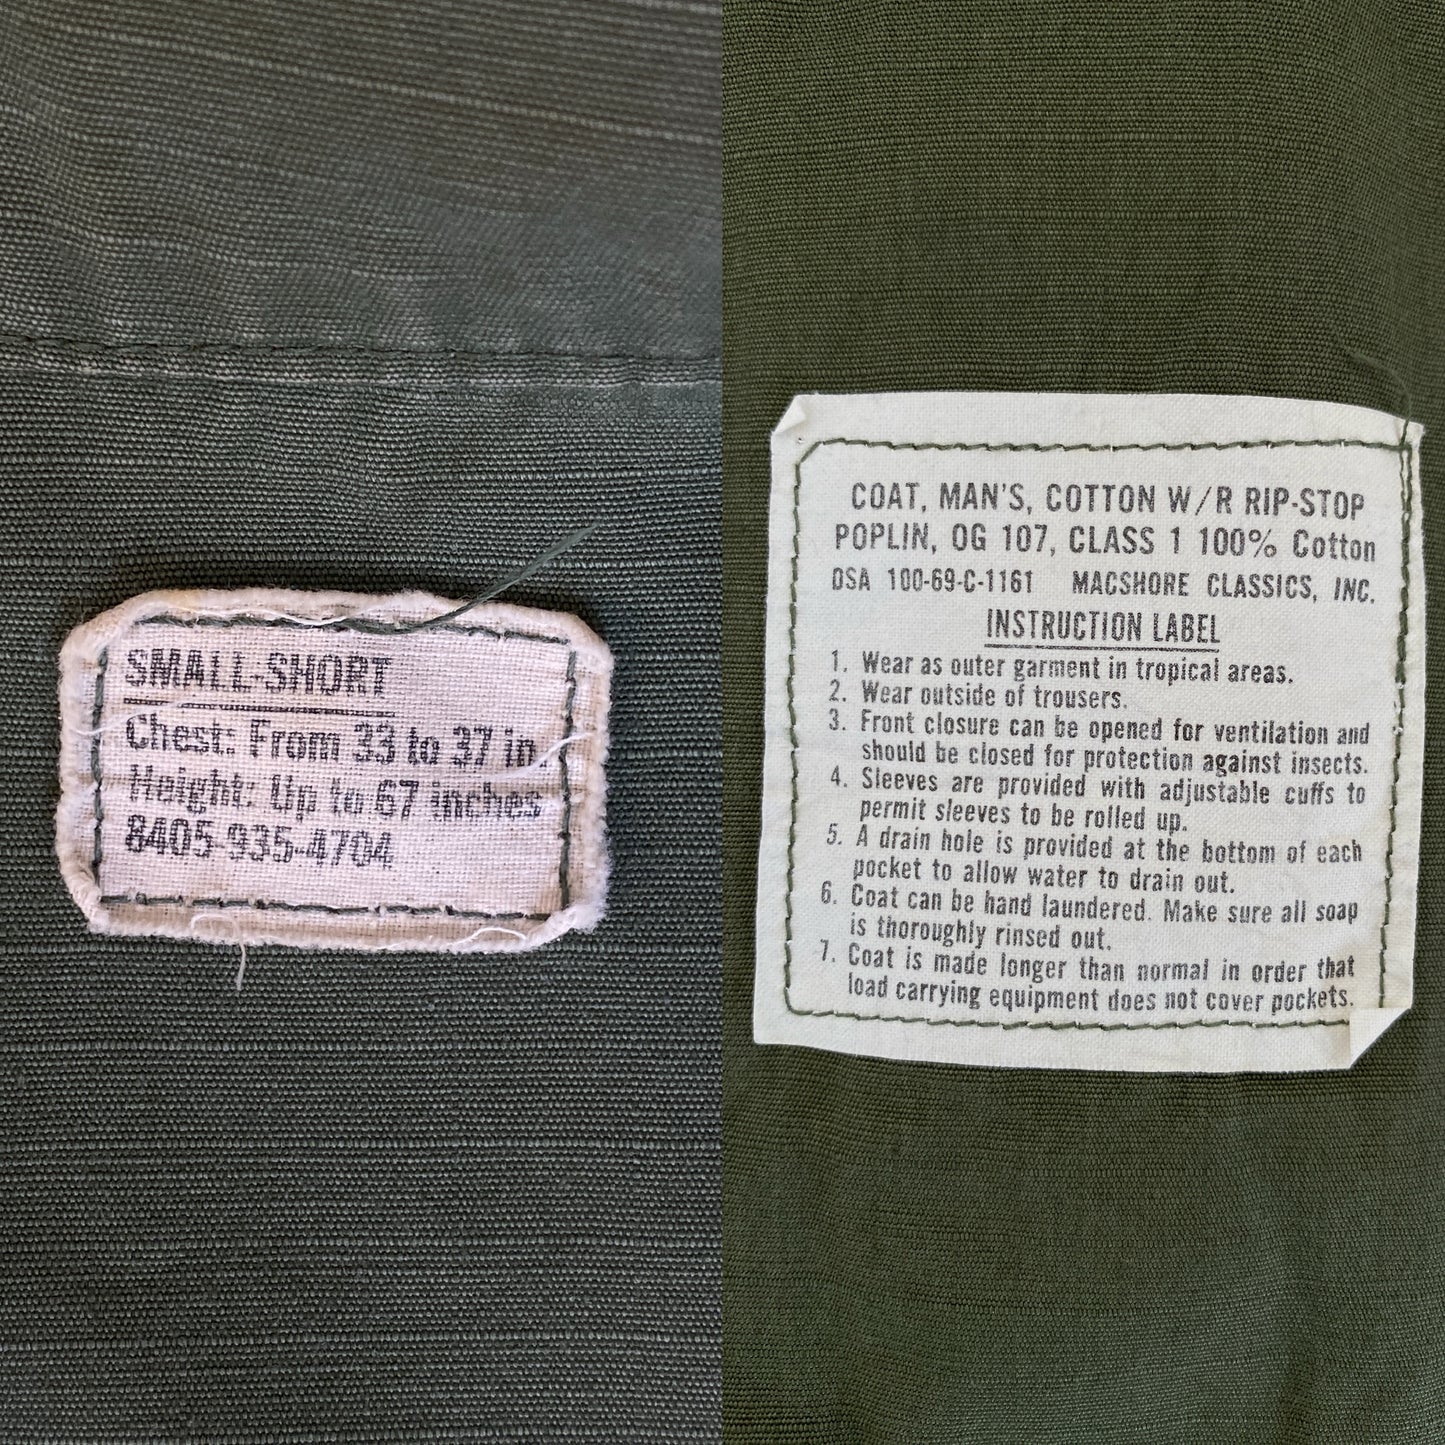 SMALL-SHORT
Chest: From 33 to 37 in.
Height: Up to 67 inches
8405-935-4704
COAT, MAN'S, COTTON W/R RIP-STOP
POPLIN, OG 107, CLASS 1 100% Cotton
DSA 100-69-C-1161 MACSHORE CLASSICS, INC.
INSTRUCTION LABEL
1. Wear as outer garment in tropical areas.
2. Wear outside of trousers.
3. Front closure can be opened for ventilation and
should be closed for protection against insects.
4. Sleeves are provided with adjustable cuffs to
permit sleeves to be rolled up.
5. A drain hole is provided at the bottom of each
pocket to allow water to drain out.
6. Coat can be hand laundered. Make sure all soap
is thoroughly rinsed out.
7. Coat is made longer than normal in order that
load carrying equipment does not cover pockets.